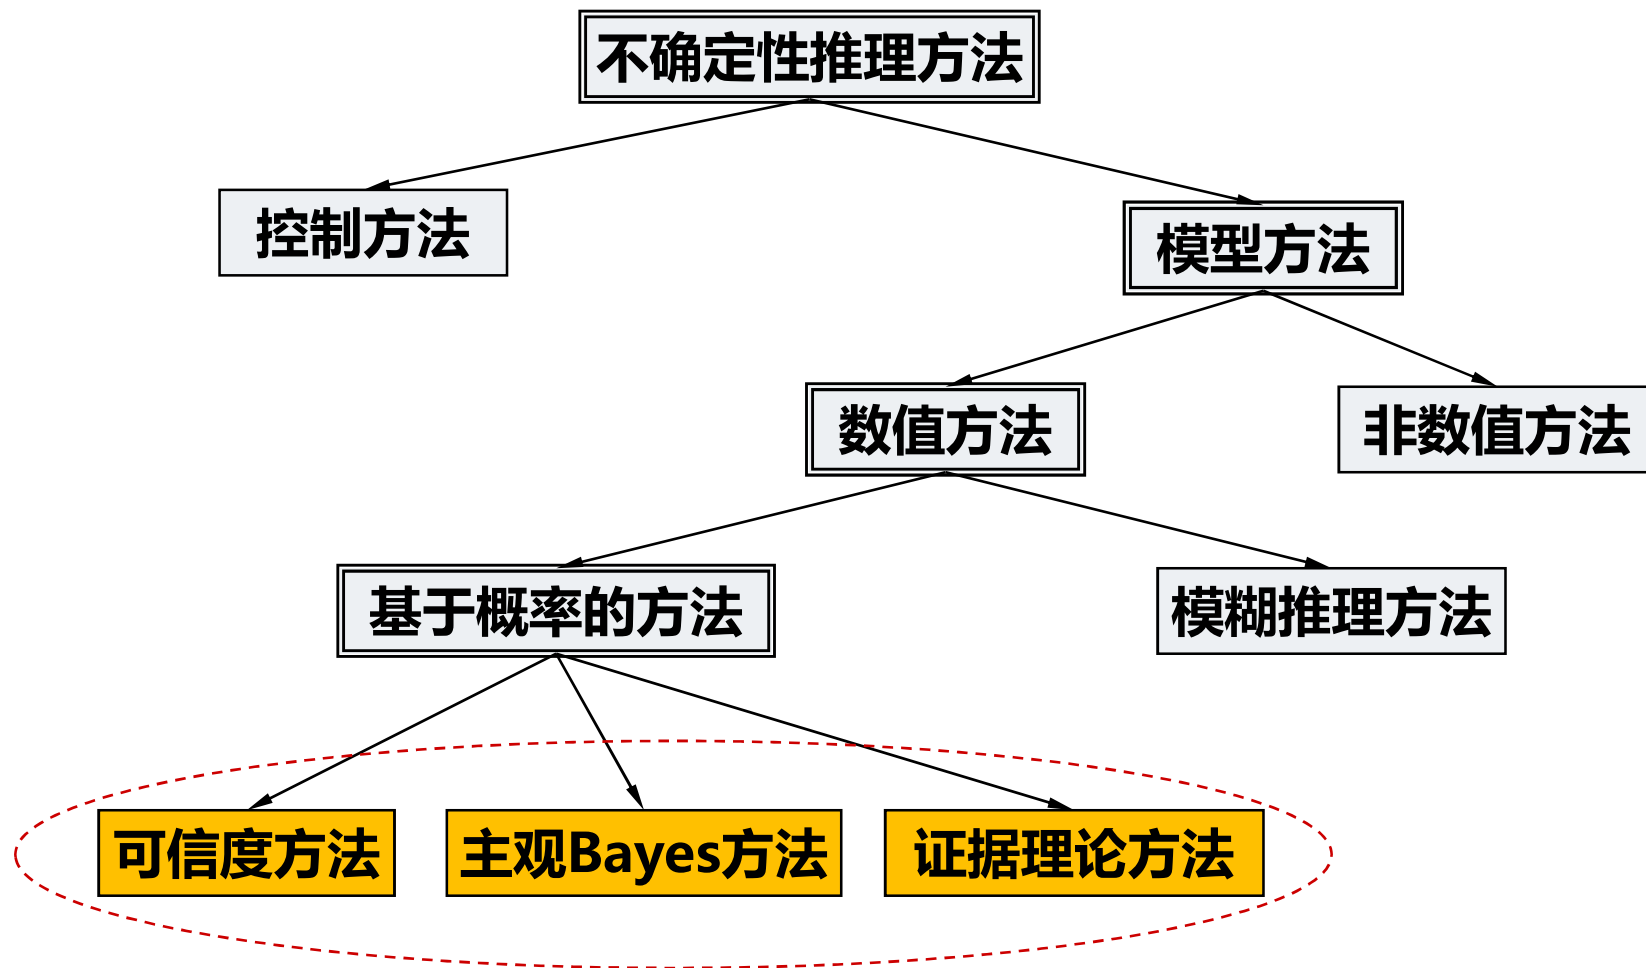 不确定性推理方法
控制方法
模型方法
数值方法
非数值方法
基于概率的方法
模糊推理方法
可信度方法
主观Bayes方法
证据理论方法